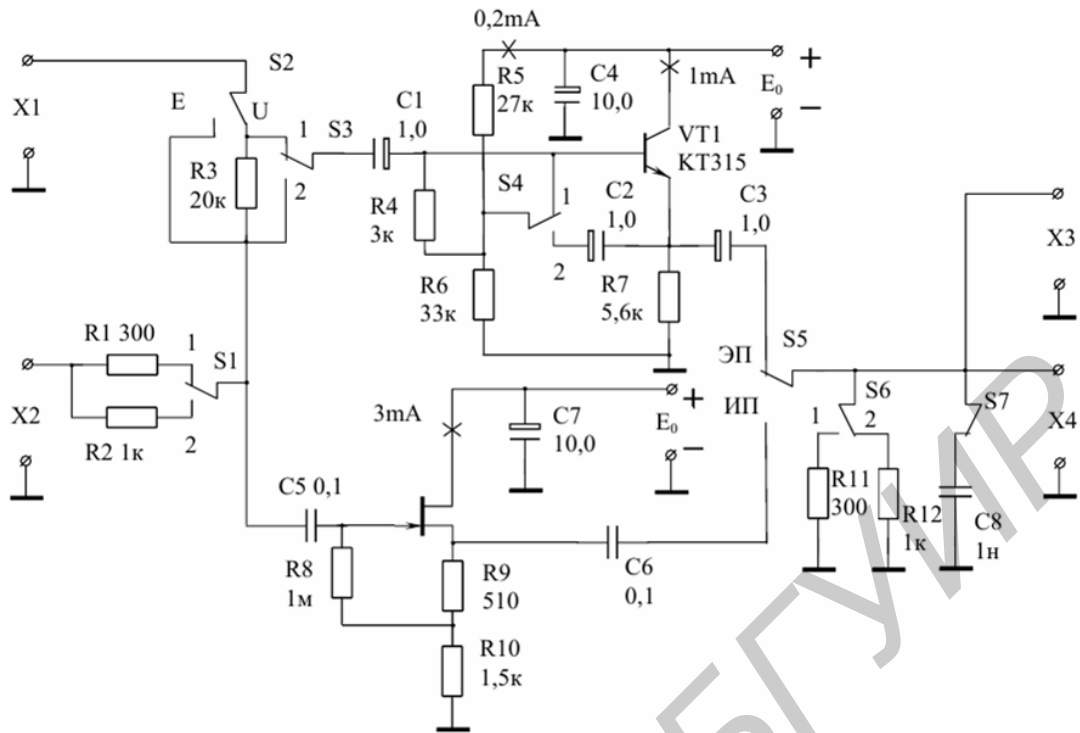 0,2mA
S2
R5
27к
C4
10,0
1mA
+
E₀
−
X1
E
U
1
S3
C1
1,0
VT1
КТ315
R3
20к
2
R4
3к
S4
1
C2
1,0
C3
1,0
2
R6
33к
R7
5,6к
X3
R1 300
1
S1
ЭП
S5
X2
R2 1к
2
3mA
C7
10,0
+
E₀
−
ИП
S6
1
2
S7
X4
R11
300
R12
1к
C8
1н
C5 0,1
R8
1м
R9
510
C6
0,1
R10
1,5к
БГУИР